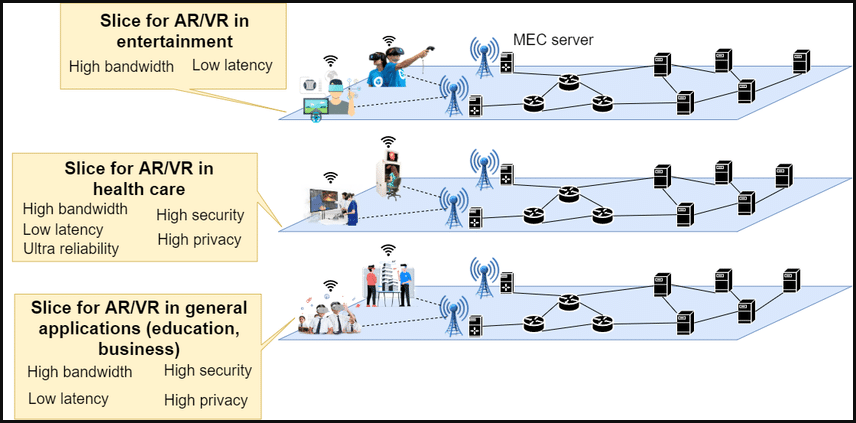 Slice for AR/VR in
entertainment
High bandwidth Low latency
MEC server
Slice for AR/VR in
health care
High bandwidth
Low latency
Ultra reliability
High security
High privacy
Slice for AR/VR in general
applications (education,
business)
High bandwidth High security
Low latency High privacy